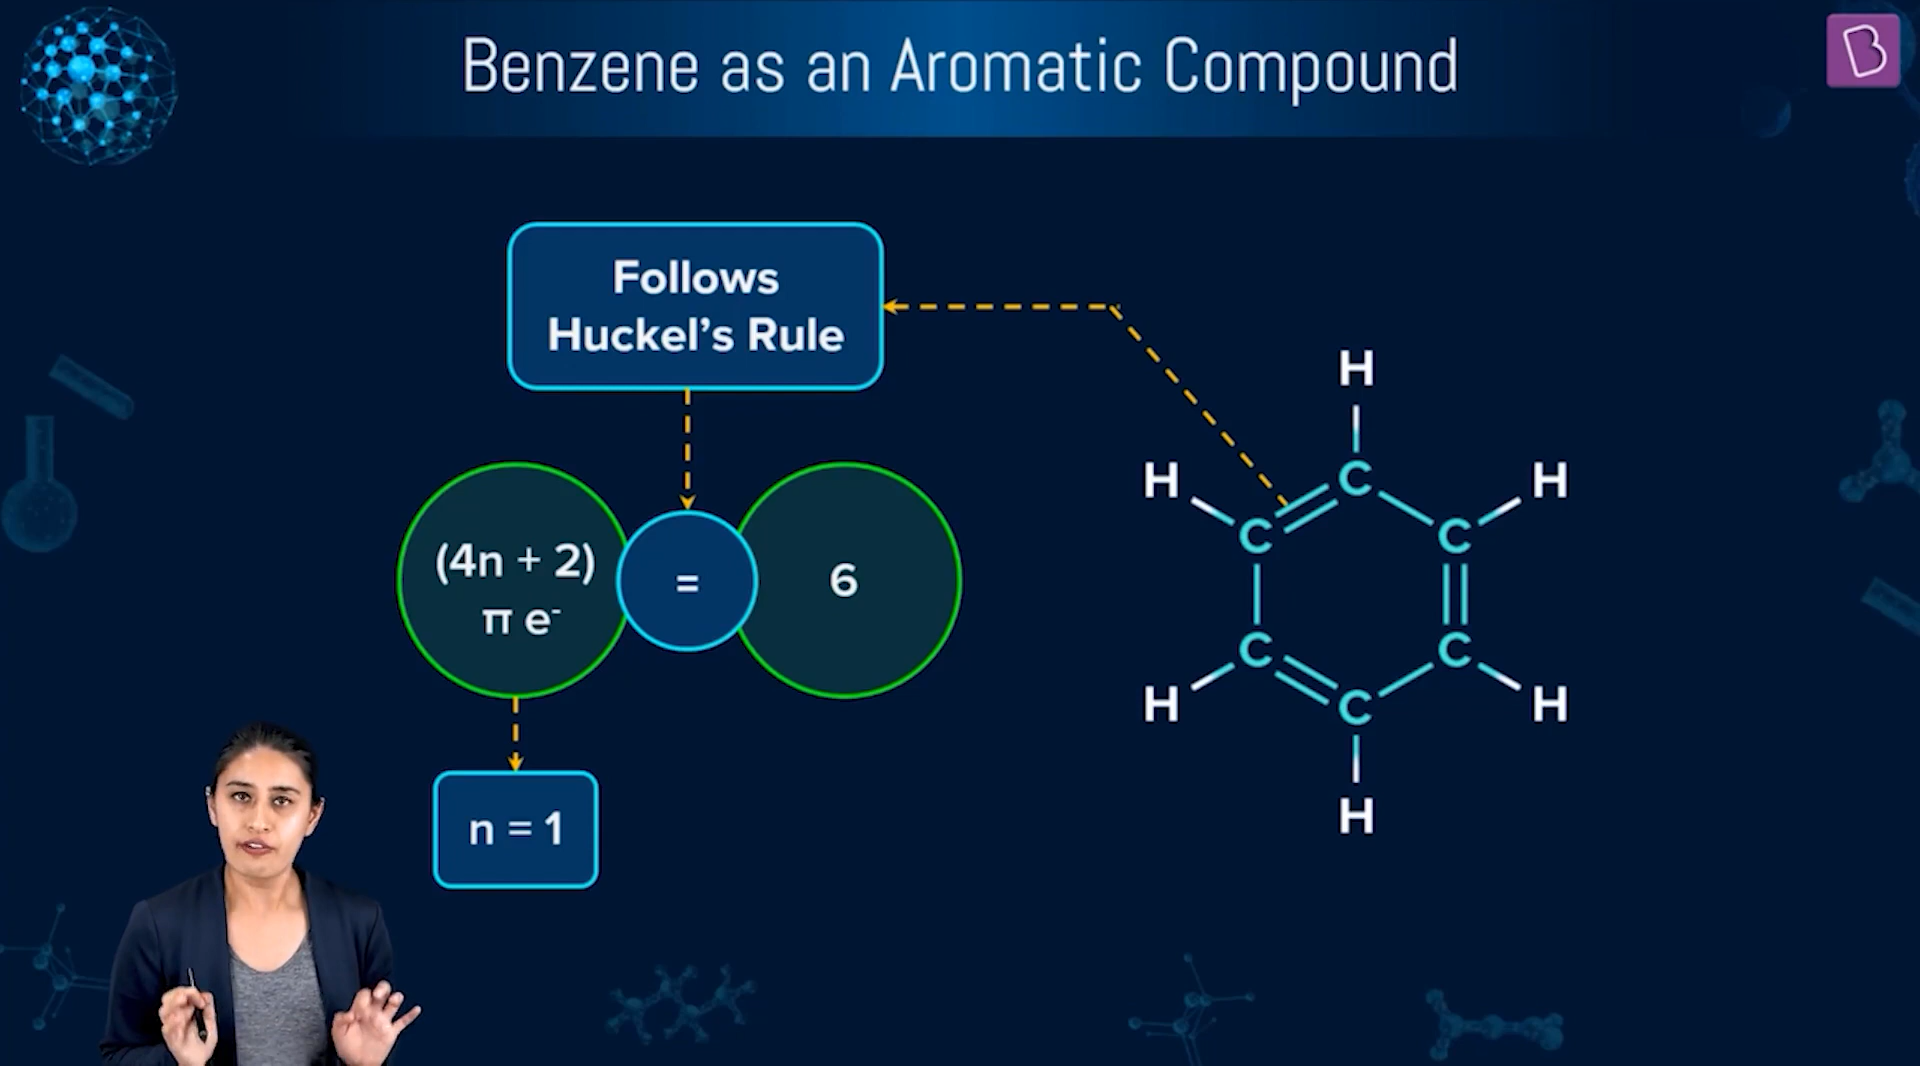 Benzene as an Aromatic Compound
B
Follows
Huckel's Rule
(4n + 2)
π e⁻
=
6
n = 1
H
H
H
C
C
C
C
C
C
H
H
H